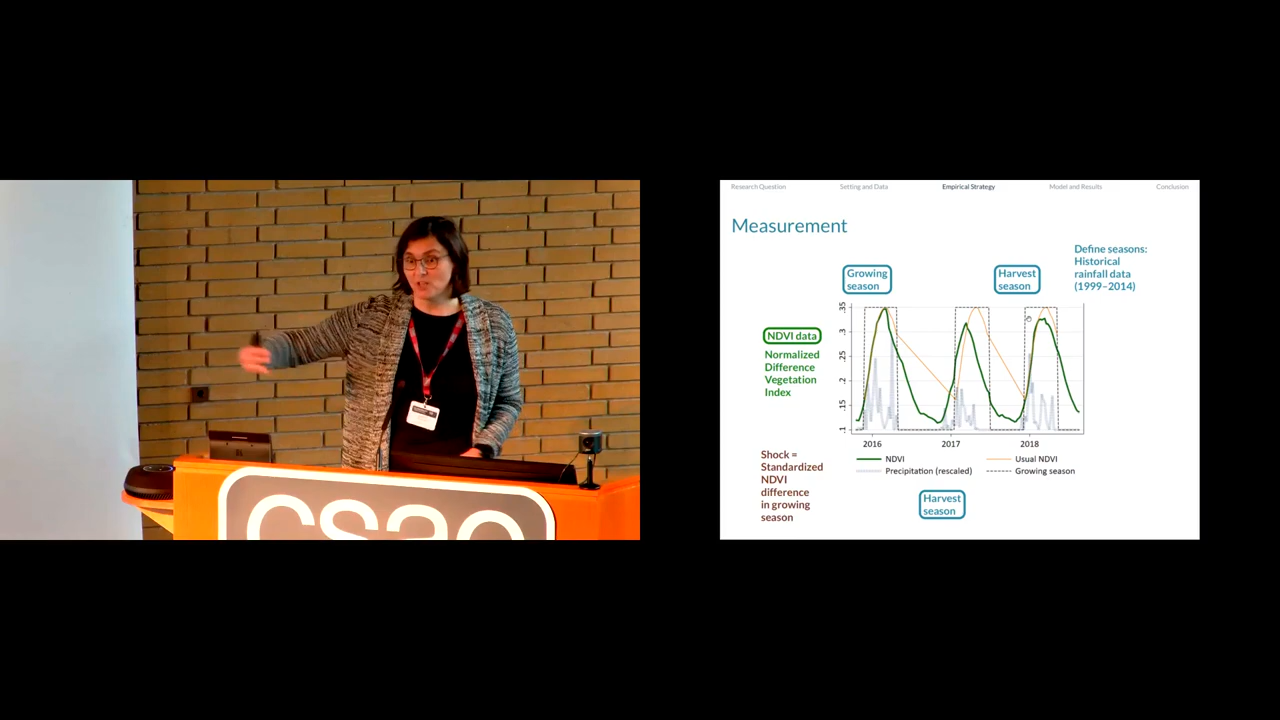 csae
Research Question
Setting and Data
Empirical Strategy
Model and Results
Conclusion
Measurement
Define seasons:
Historical
rainfall data
(1999–2014)
Growing
season
Harvest
season
NDVI data
Normalized
Difference
Vegetation
Index
.35
.3
.25
.2
.15
.1
2016
2017
2018
NDVI
Usual NDVI
Precipitation (rescaled)
Growing season
Shock =
Standardized
NDVI
difference
in growing
season
Harvest
season